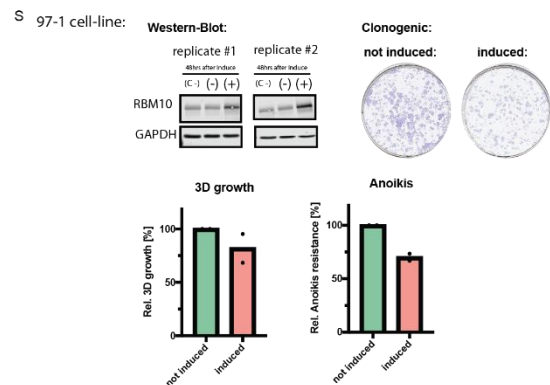 S 97-1 cell-line:
Western-Blot:
replicate #1
replicate #2
48hrs after induce
48hrs after induce
(C-) (-) (+)
(C-) (-) (+)
RBM10
GAPDH
Clonogenic:
not induced:
induced:
3D growth
Rel. 3D growth [%]
100
50
0
not induced
induced
Anoikis
Rel. Anoikis resistance [%]
100
50
0
not induced
induced